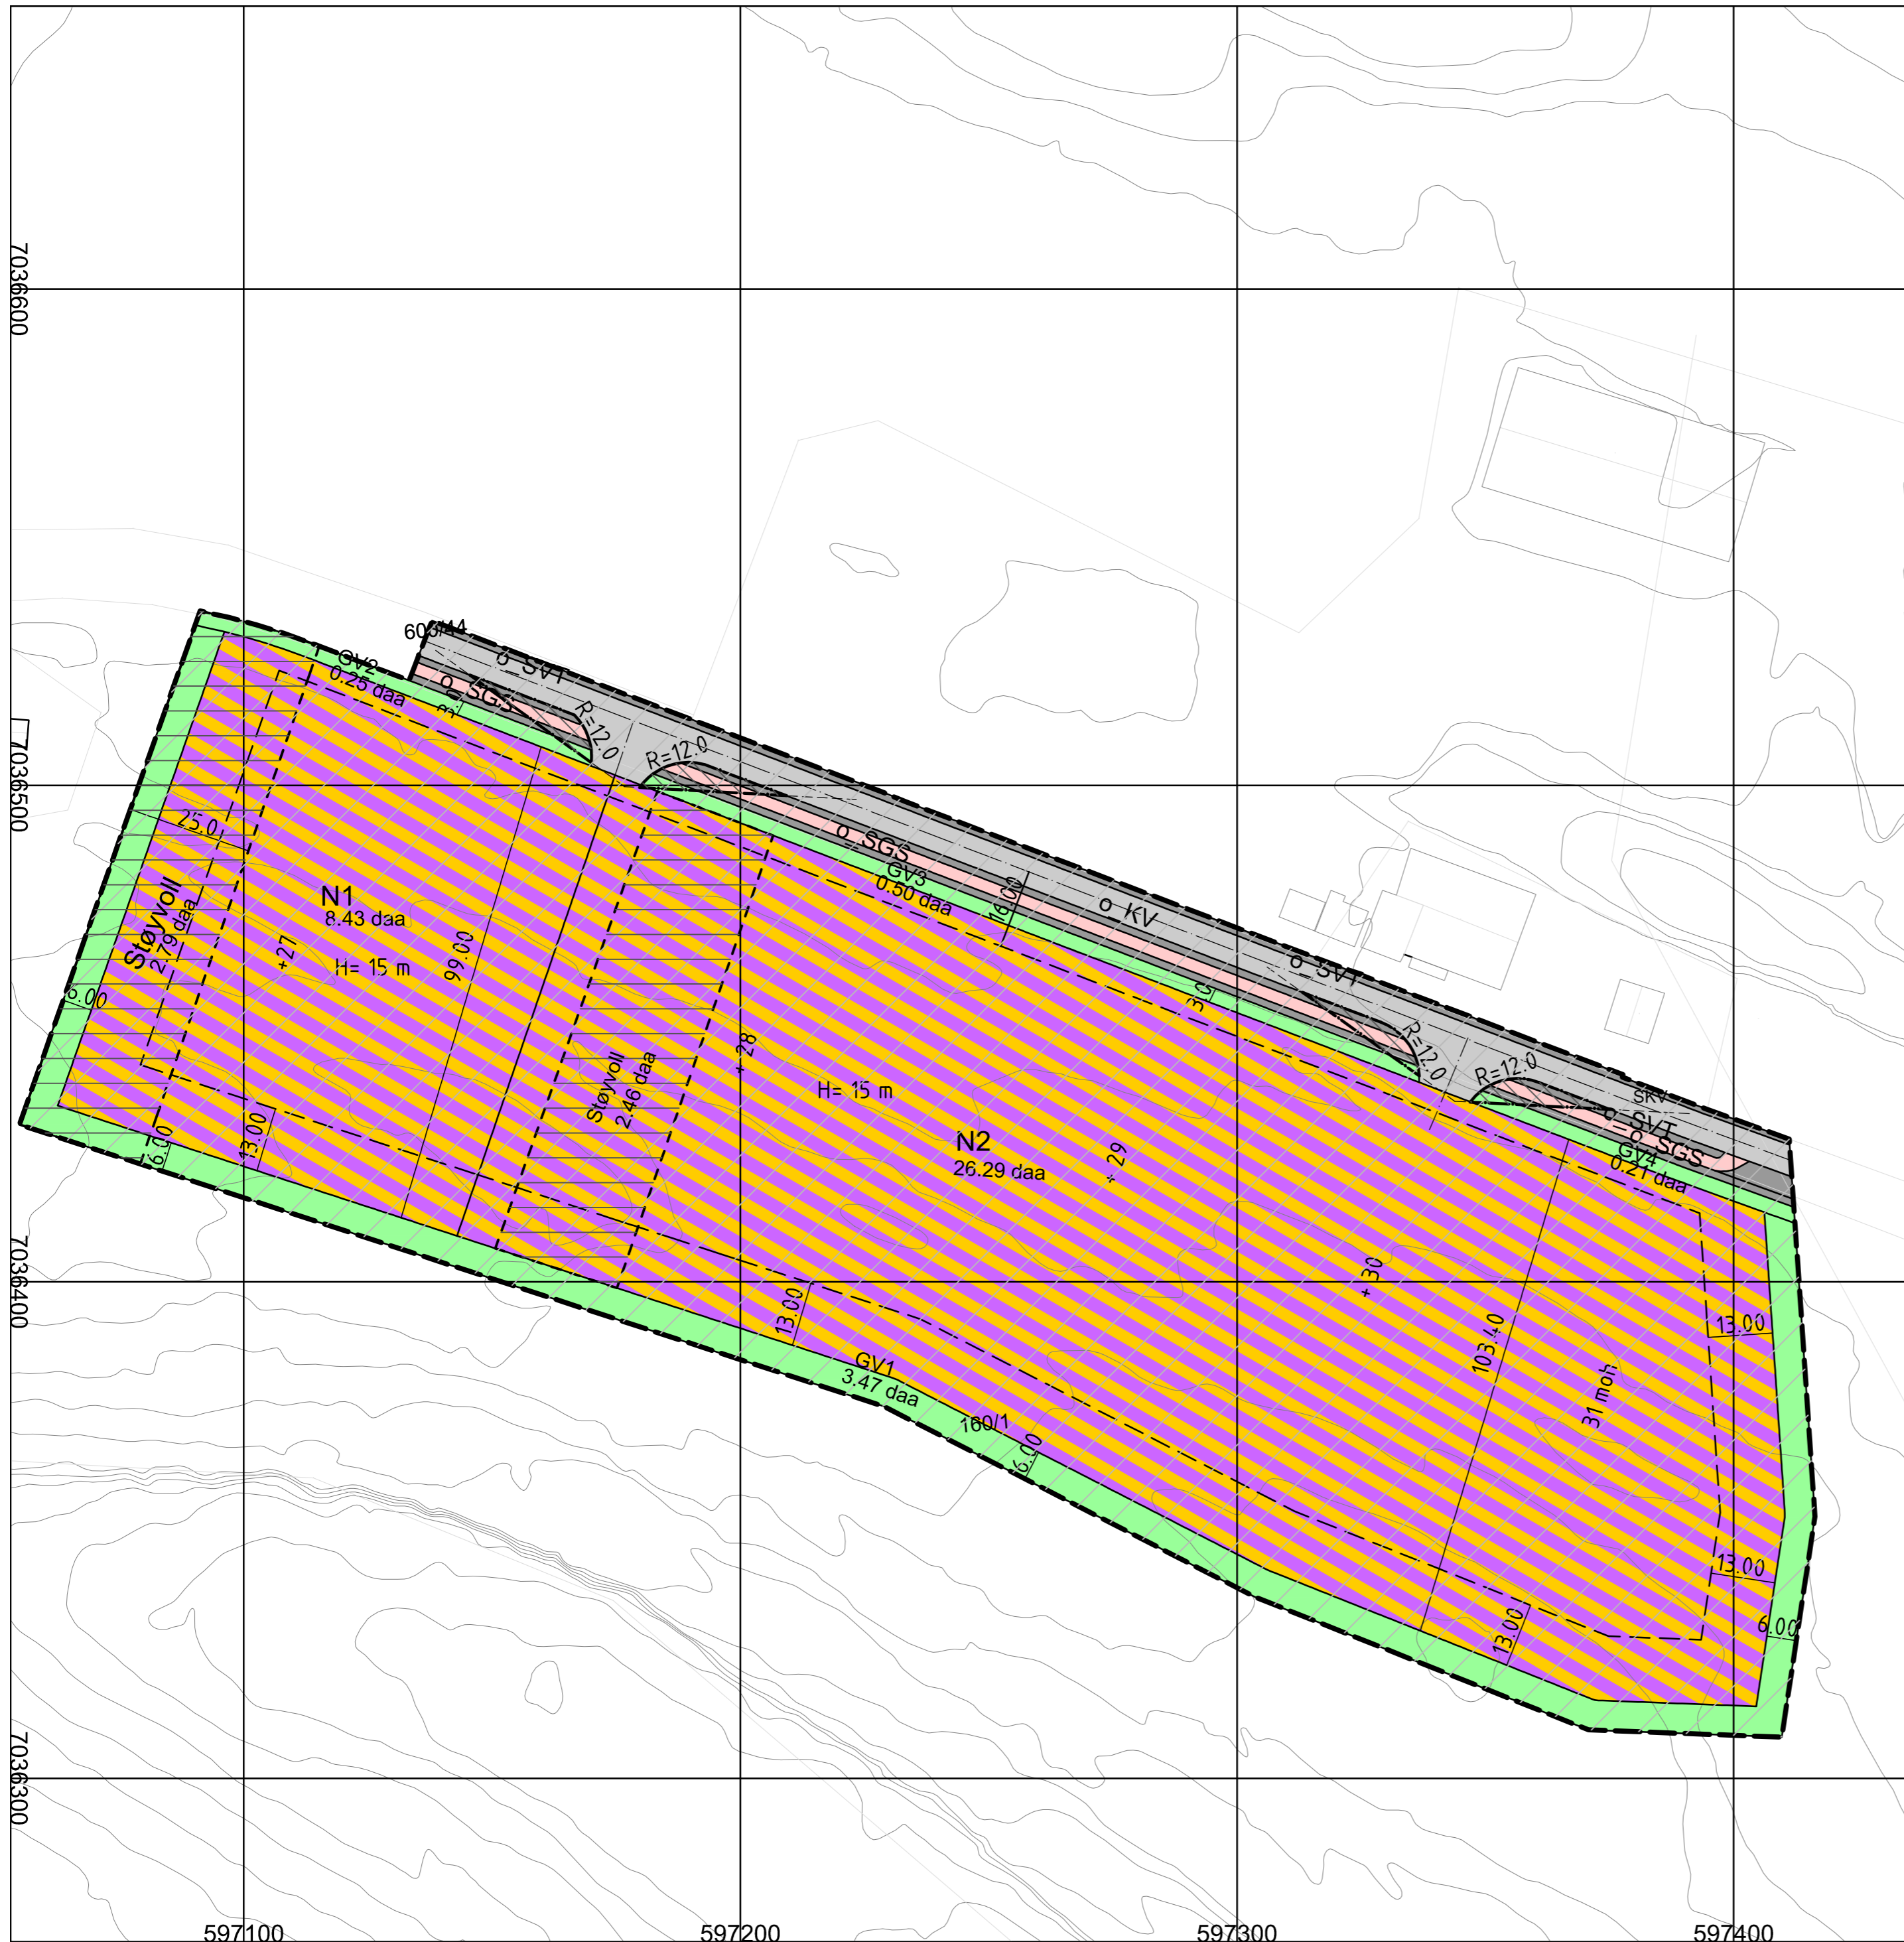 7036600
600/44
o_SVT
GV2
0.25 daa
o_SGS
3.0
R=12.0
R=12.0
7036500
25.0
o_SGS
GV3
0.50 daa
16.00
o_KV
N1
8.43 daa
Støyvoll
2.79 daa
+27
H= 15 m
99.00
o_SVT
3.0
6.00
+28
R=12.0
R=12.0
SKV
H= 15 m
Støyvoll
2.46 daa
13.00
6.00
N2
26.29 daa
+ 29
o_SVT
o_SGS
GV4
0.21 daa
7036400
+ 30
13.00
13.00
103.40
GV1
3.47 daa
31 moh
160/1
6.00
13.00
13.00
6.00
7036300
597100
597200
597300
597400